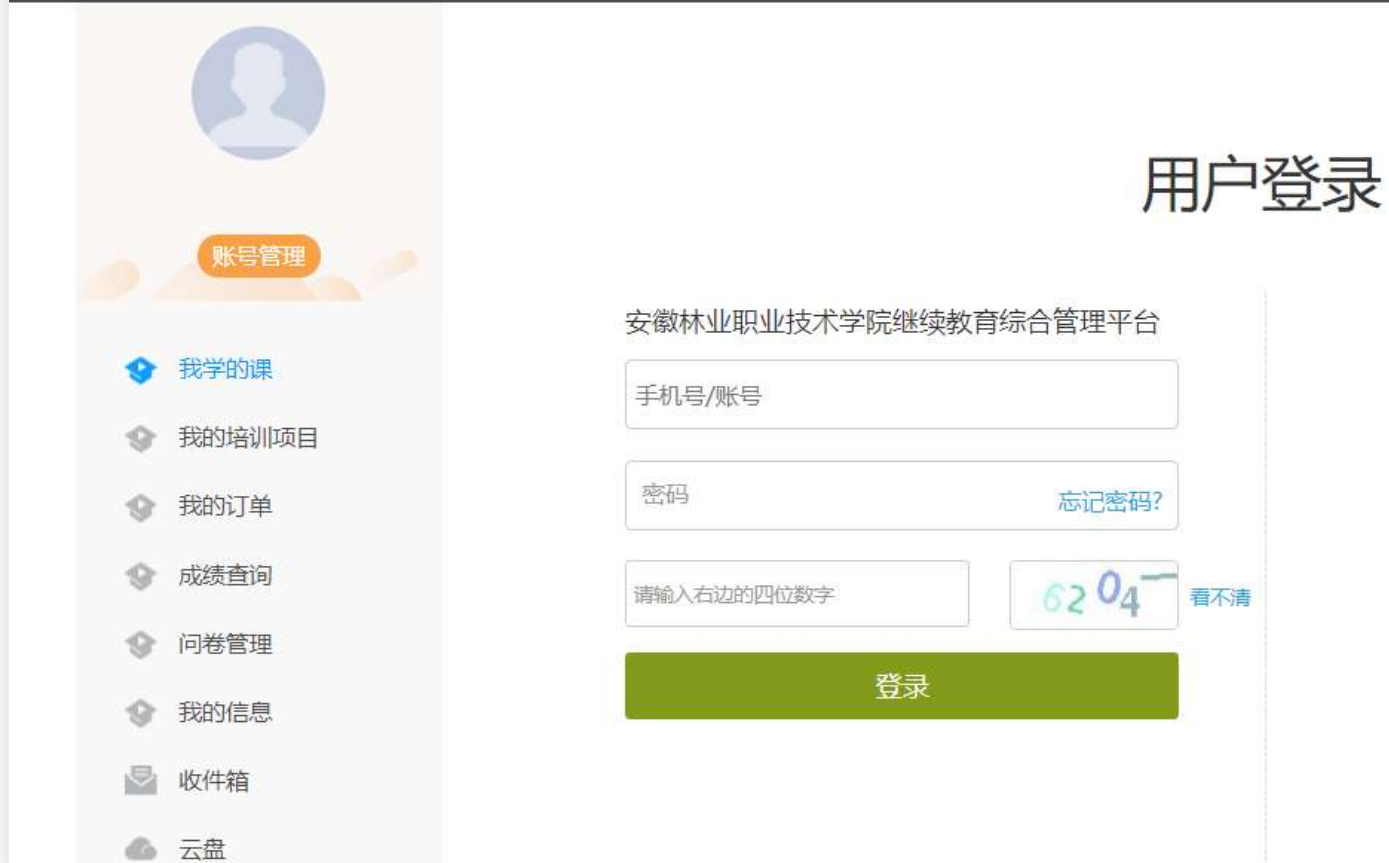 用户登录
账号管理
安徽林业职业技术学院继续教育综合管理平台
我学的课
手机号/账号
我的培训项目
密码
忘记密码?
我的订单
成绩查询
请输入右边的四位数字
6204
看不清
问卷管理
登录
我的信息
收件箱
云盘